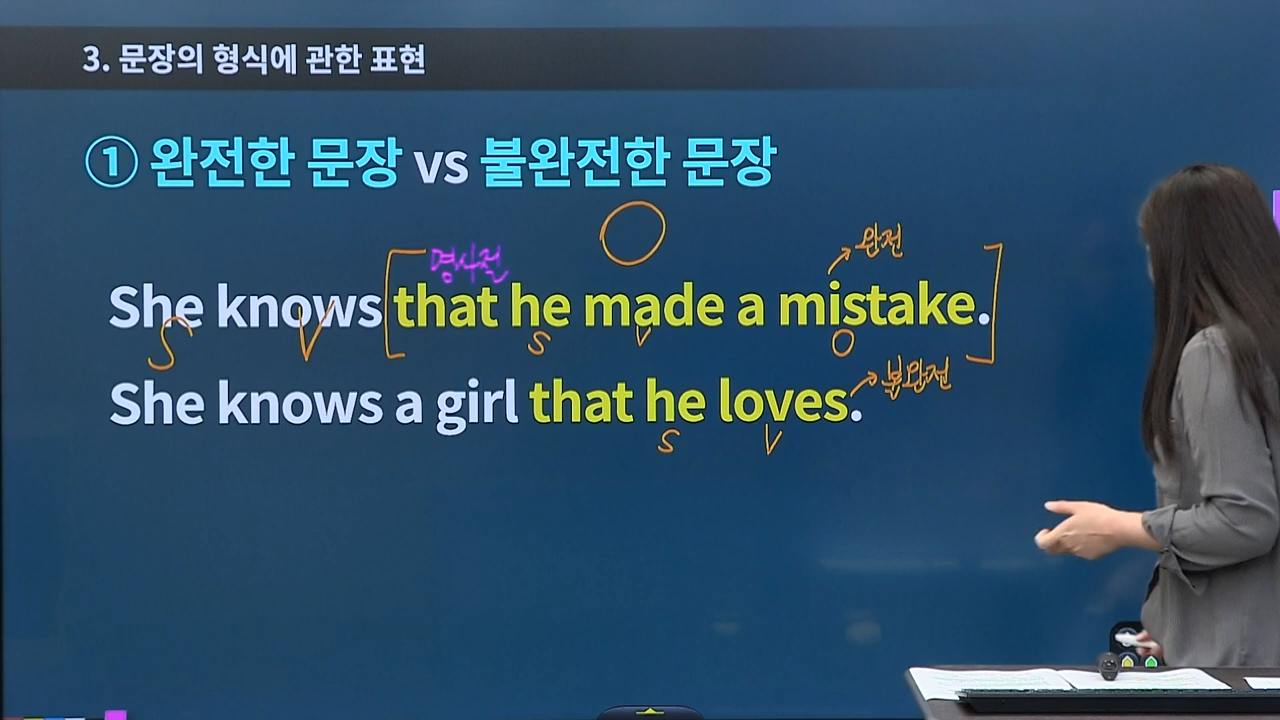 3. 문장의 형식에 관한 표현
① 완전한 문장 vs 불완전한 문장
명사절
완전
She knows that he made a mistake.
S V S V O
불완전
She knows a girl that he loves.
S V